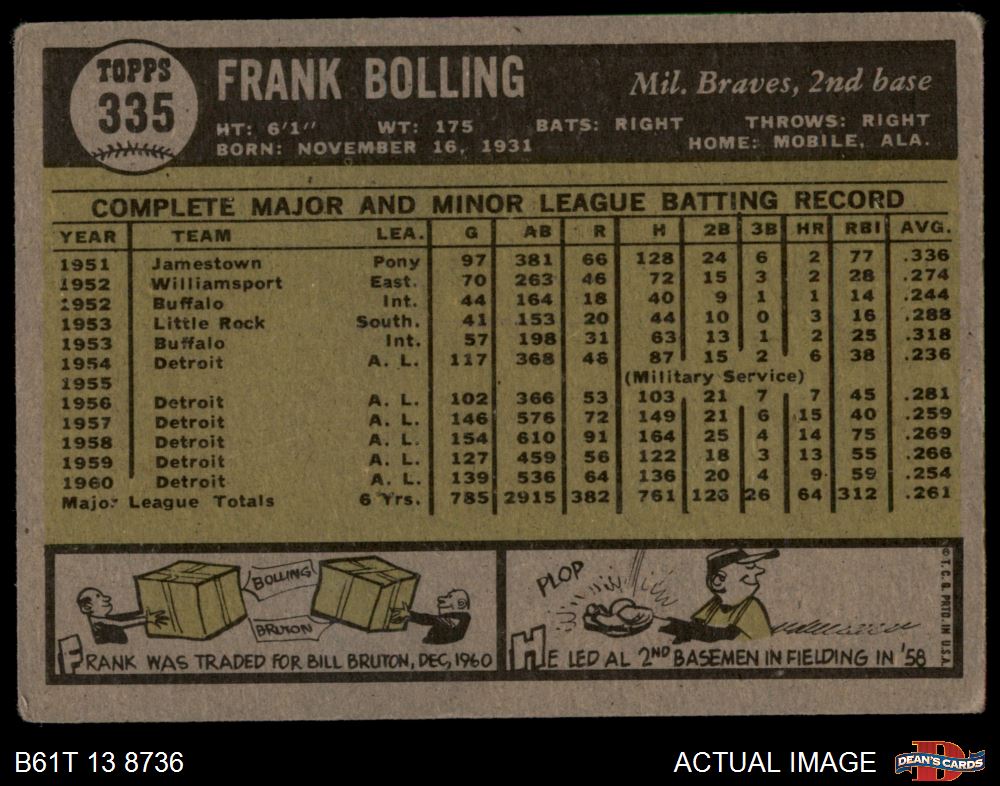 TOPPS
335
FRANK BOLLING
Mil. Braves, 2nd base
HT: 6'1" WT: 175 BATS: RIGHT THROWS: RIGHT
BORN: NOVEMBER 16, 1931 HOME: MOBILE, ALA.
COMPLETE MAJOR AND MINOR LEAGUE BATTING RECORD
YEAR TEAM LEA. G AB R H 2B 3B HR RBI AVG.
1951 Jamestown Pony 97 381 66 128 24 6 2 77 .336
1952 Williamsport East. 70 263 46 72 15 3 2 28 .274
1952 Buffalo Int. 44 164 18 40 9 1 1 14 .244
1953 Little Rock South. 41 153 20 44 10 0 3 16 .288
1953 Buffalo Int. 57 198 31 63 13 1 2 25 .318
1954 Detroit A. L. 117 368 46 87 15 2 6 38 .236
1955 (Military Service)
1956 Detroit A. L. 102 366 53 103 21 7 7 45 .281
1957 Detroit A. L. 146 576 72 149 21 6 15 40 .259
1958 Detroit A. L. 154 610 91 164 25 4 14 75 .269
1959 Detroit A. L. 127 459 56 122 18 3 13 55 .266
1960 Detroit A. L. 139 536 64 136 20 4 9 59 .254
Major League Totals 6 Yrs. 785 2915 382 761 120 26 64 312 .261
BOLLING
BRUTON
FRANK WAS TRADED FOR BILL BRUTON, DEC, 1960
PLOP
HE LED AL 2ND BASEMEN IN FIELDING IN '58
© T. C. G. PRTD. IN U.S.A.
B61T 13 8736
ACTUAL IMAGE
DEAN'S CARDS